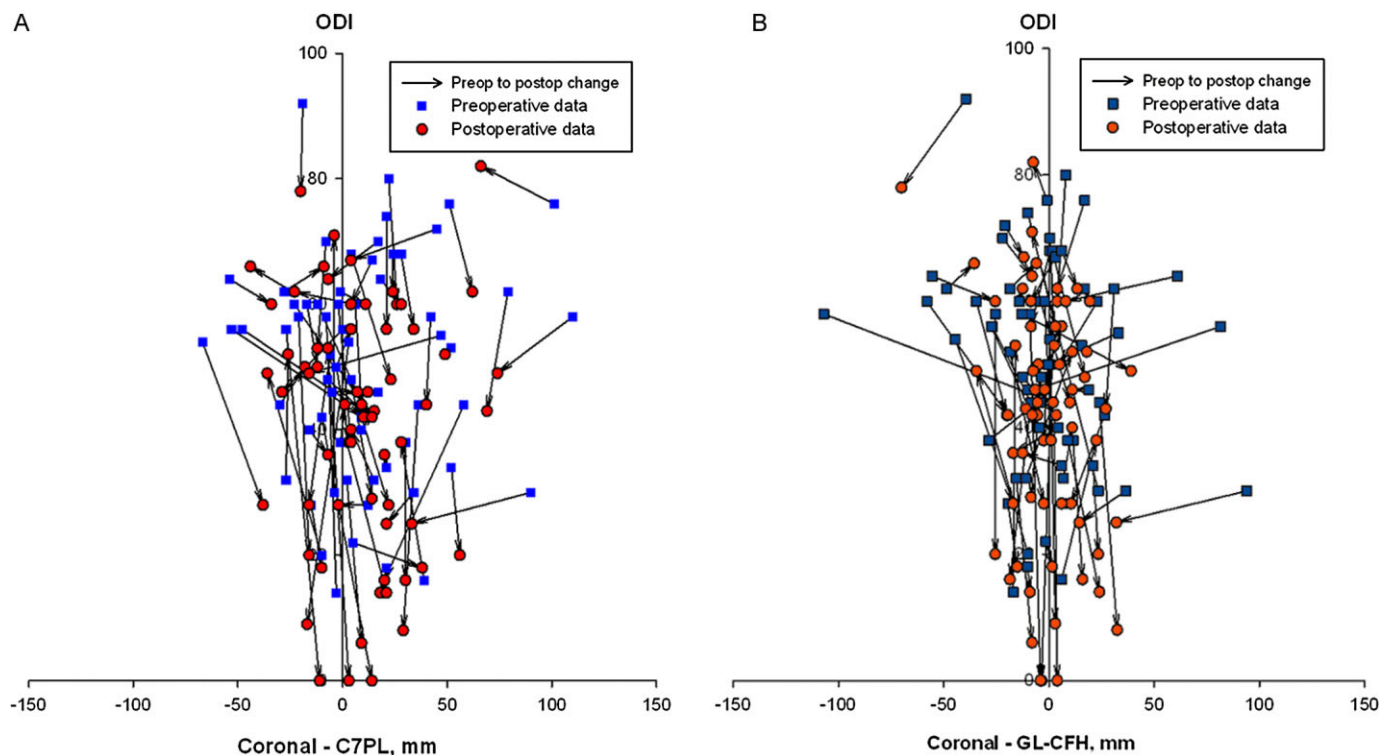 A
ODI
100
Preop to postop change
Preoperative data
Postoperative data
80
-150
-100
-50
0
50
100
150
Coronal - C7PL, mm
B
ODI
100
Preop to postop change
Preoperative data
Postoperative data
80
0
-150
-100
-50
0
50
100
150
Coronal - GL-CFH, mm